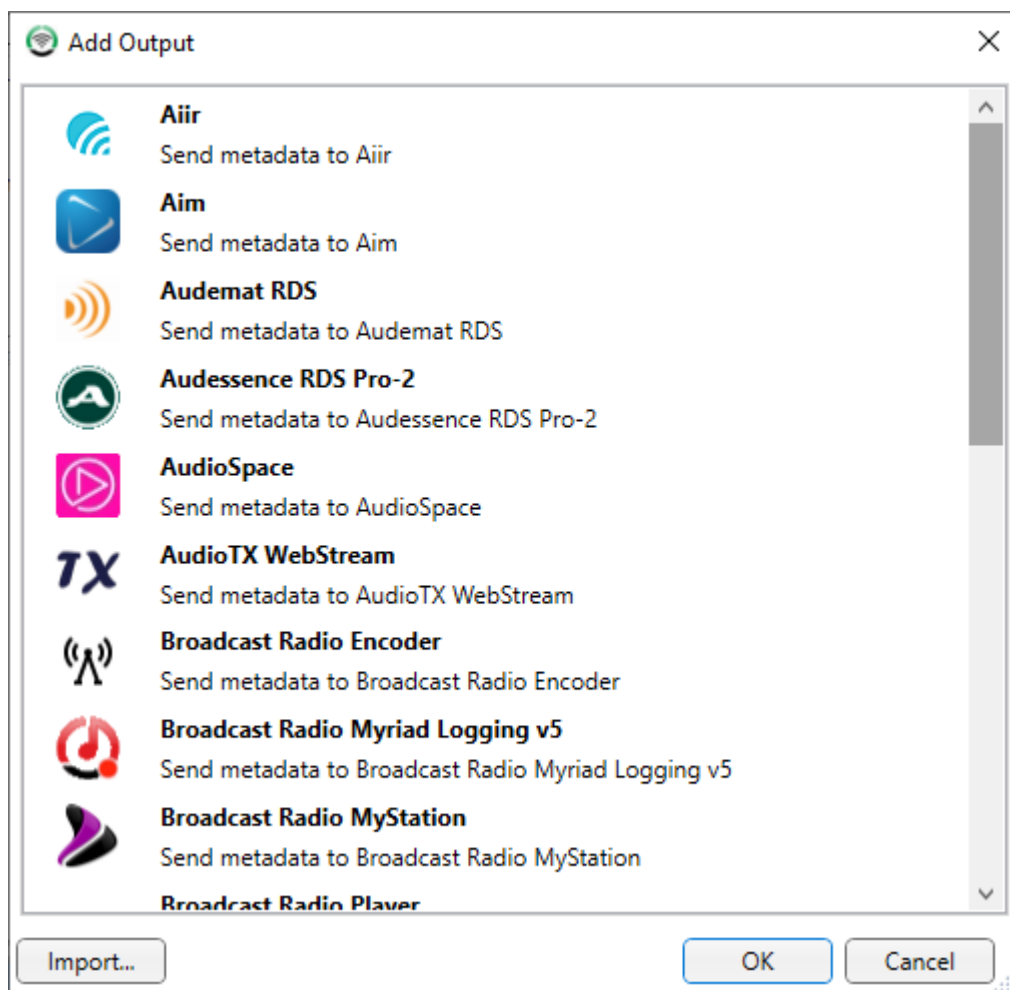 Add Output
Aiir
Send metadata to Aiir
Aim
Send metadata to Aim
Audemat RDS
Send metadata to Audemat RDS
Audessence RDS Pro-2
Send metadata to Audessence RDS Pro-2
AudioSpace
Send metadata to AudioSpace
TX
AudioTX WebStream
Send metadata to AudioTX WebStream
Broadcast Radio Encoder
Send metadata to Broadcast Radio Encoder
Broadcast Radio Myriad Logging v5
Send metadata to Broadcast Radio Myriad Logging v5
Broadcast Radio MyStation
Send metadata to Broadcast Radio MyStation
Broadcast Radio Player
Import...
OK
Cancel